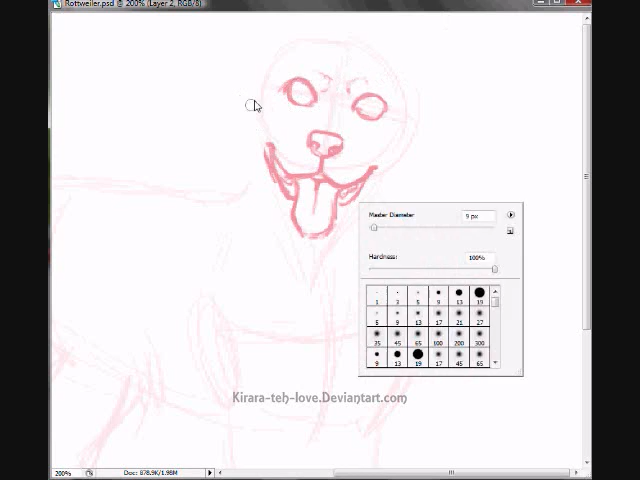 Rottweiler.psd @ 200% (Layer 2, RGB/8)
Master Diameter
9 px
Hardness:
100%
1 3 5 9 13 19
5 9 13 17 21 27
35 45 65 100 200 300
9 13 19 17 45 65
Kirara-teh-love.Deviantart.com
200%
Doc: 878.9K/1.98M